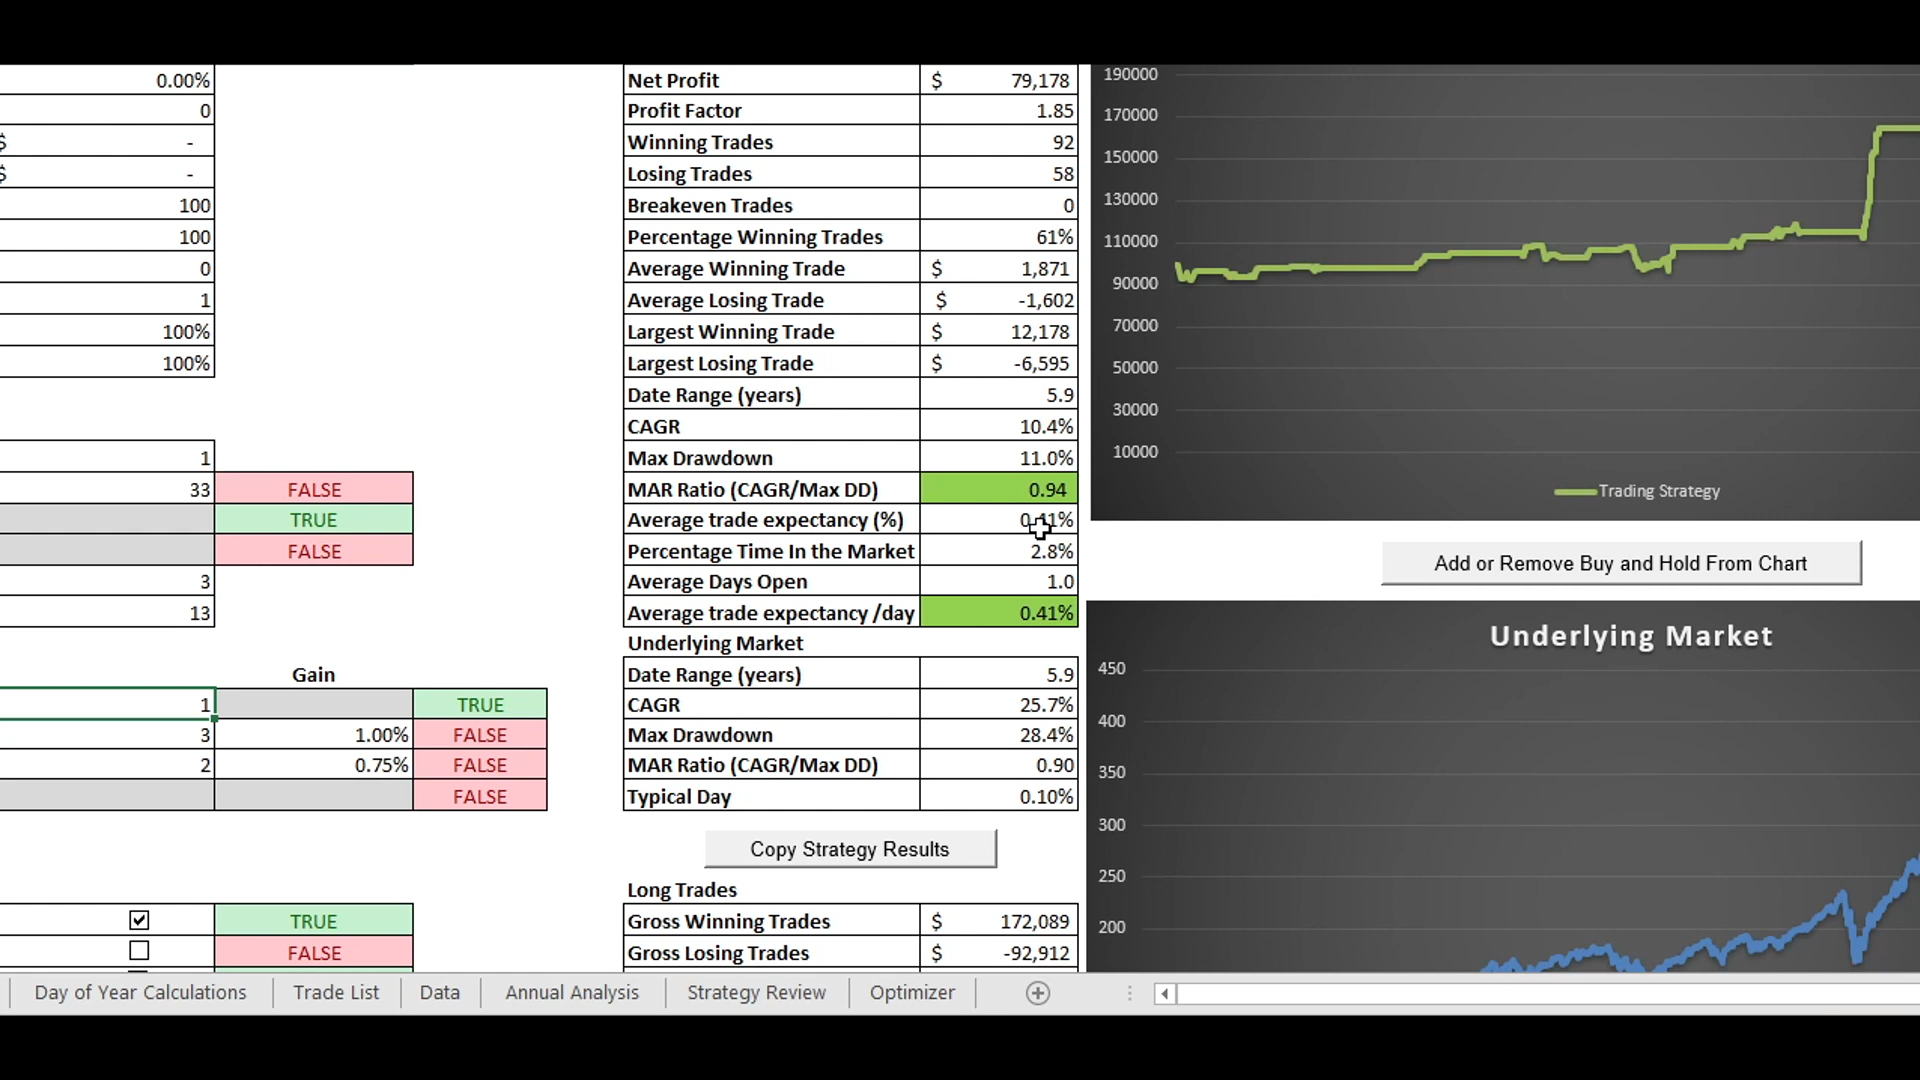 0.00%
0
$ -
$ -
100
100
0
1
100%
100%
1
33 FALSE
TRUE
FALSE
3
13
Gain
1 TRUE
3 1.00% FALSE
2 0.75% FALSE
FALSE
TRUE
FALSE
Net Profit $ 79,178
Profit Factor 1.85
Winning Trades 92
Losing Trades 58
Breakeven Trades 0
Percentage Winning Trades 61%
Average Winning Trade $ 1,871
Average Losing Trade $ -1,602
Largest Winning Trade $ 12,178
Largest Losing Trade $ -6,595
Date Range (years) 5.9
CAGR 10.4%
Max Drawdown 11.0%
MAR Ratio (CAGR/Max DD) 0.94
Average trade expectancy (%) 0.41%
Percentage Time In the Market 2.8%
Average Days Open 1.0
Average trade expectancy /day 0.41%
Underlying Market
Date Range (years) 5.9
CAGR 25.7%
Max Drawdown 28.4%
MAR Ratio (CAGR/Max DD) 0.90
Typical Day 0.10%
Copy Strategy Results
Long Trades
Gross Winning Trades $ 172,089
Gross Losing Trades $ -92,912
190000
170000
150000
130000
110000
90000
70000
50000
30000
10000
Trading Strategy
Add or Remove Buy and Hold From Chart
Underlying Market
450
400
350
300
250
200
Day of Year Calculations Trade List Data Annual Analysis Strategy Review Optimizer